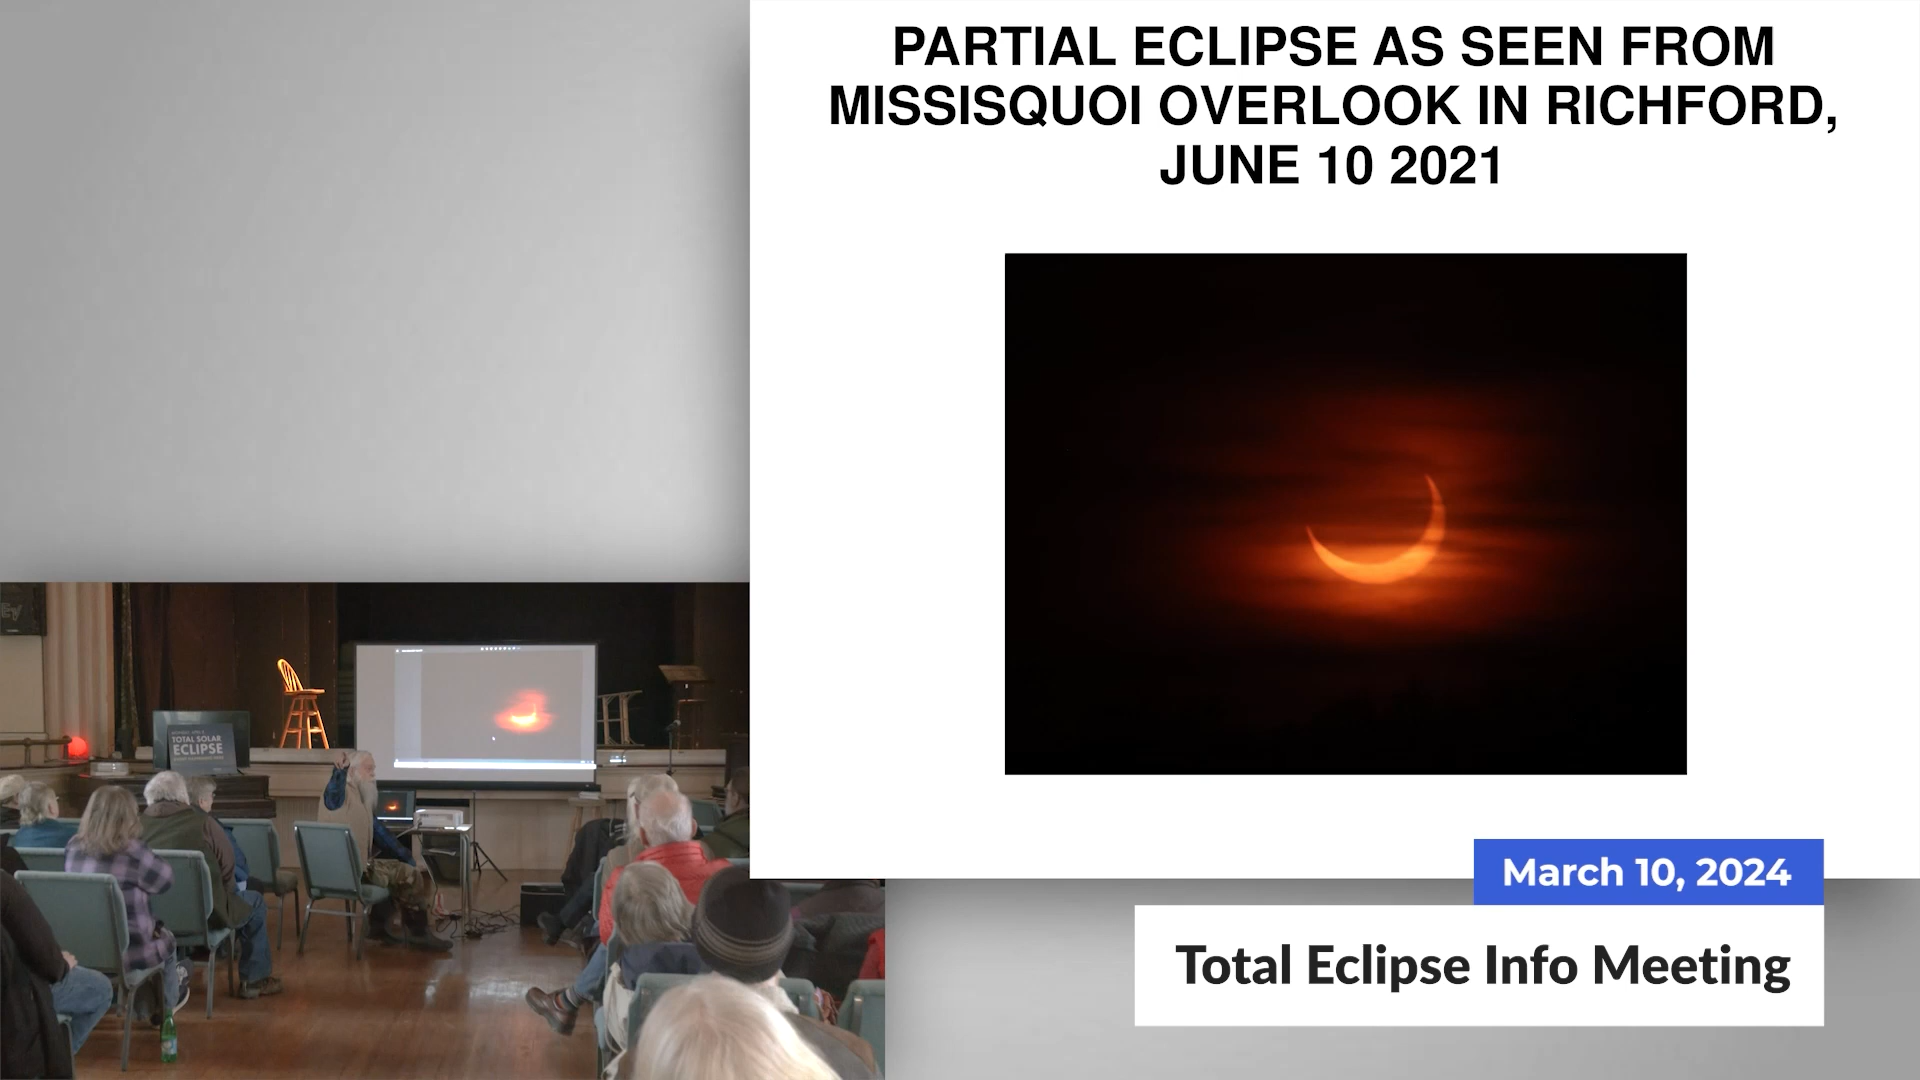 PARTIAL ECLIPSE AS SEEN FROM
MISSISQUOI OVERLOOK IN RICHFORD,
JUNE 10 2021
TOTAL SOLAR
ECLIPSE
March 10, 2024
Total Eclipse Info Meeting